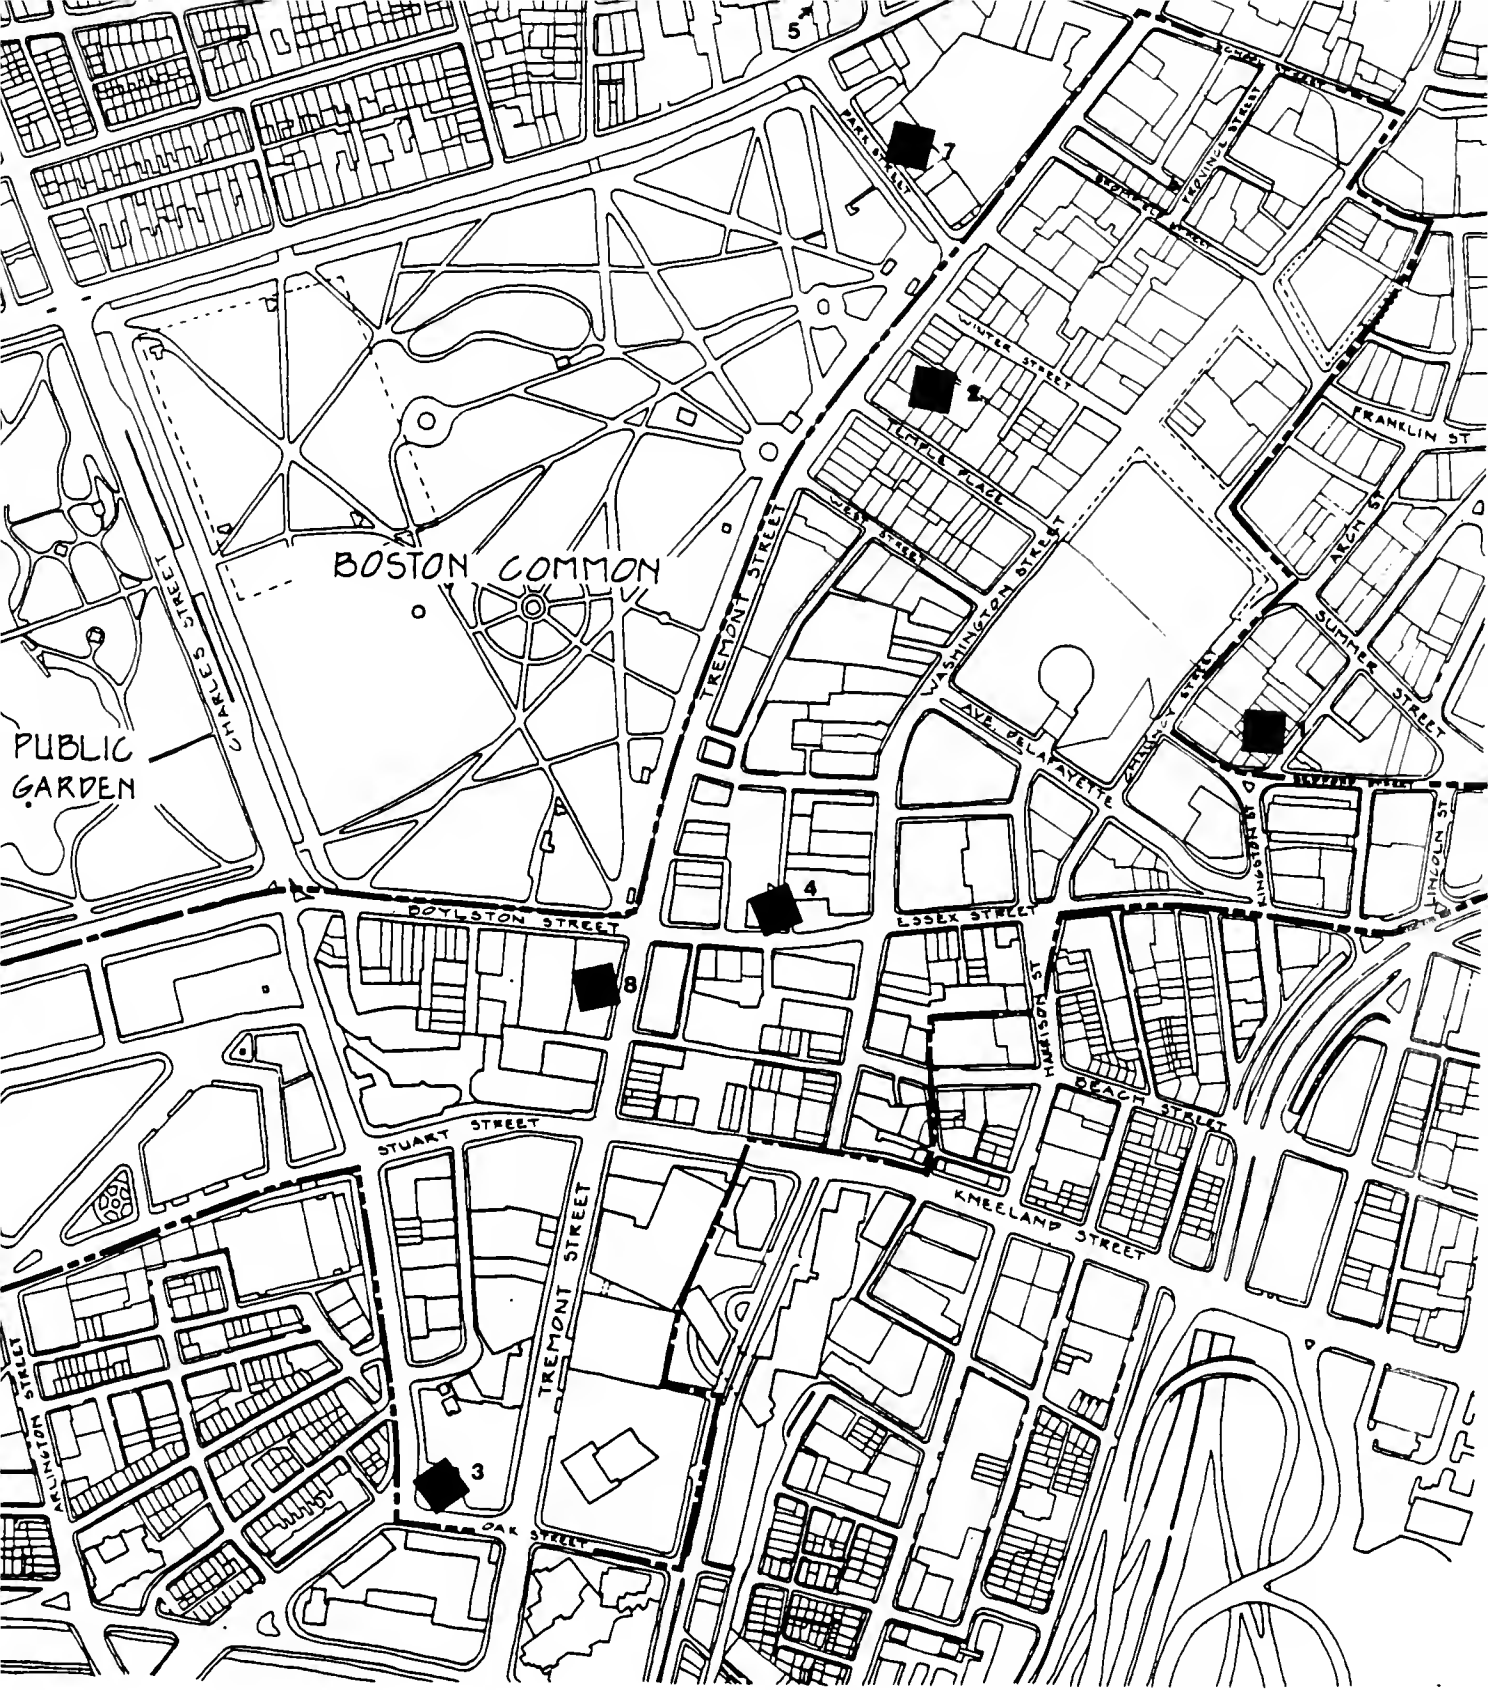 5
SCHOOL STREET
PROVINCE STREET
PARK STREET
7
BROMFIELD
STREET
WINTER STREET
2
FRANKLIN ST
TEMPLE PLACE
WEST STREET
ARCH ST
TREMONT STREET
WASHINGTON STREET
BOSTON COMMON
CHARLES STREET
SUMMER STREET
CHAUNCY STREET
AVE DE LAFAYETTE
1
PUBLIC
GARDEN
BEDFORD STREET
KINGSTON ST
LINCOLN ST
4
BOYLSTON STREET
ESSEX STREET
8
HARRISON ST
BEACH STREET
STUART STREET
KNEELAND
STREET
TREMONT STREET
ARLINGTON STREET
3
OAK STREET